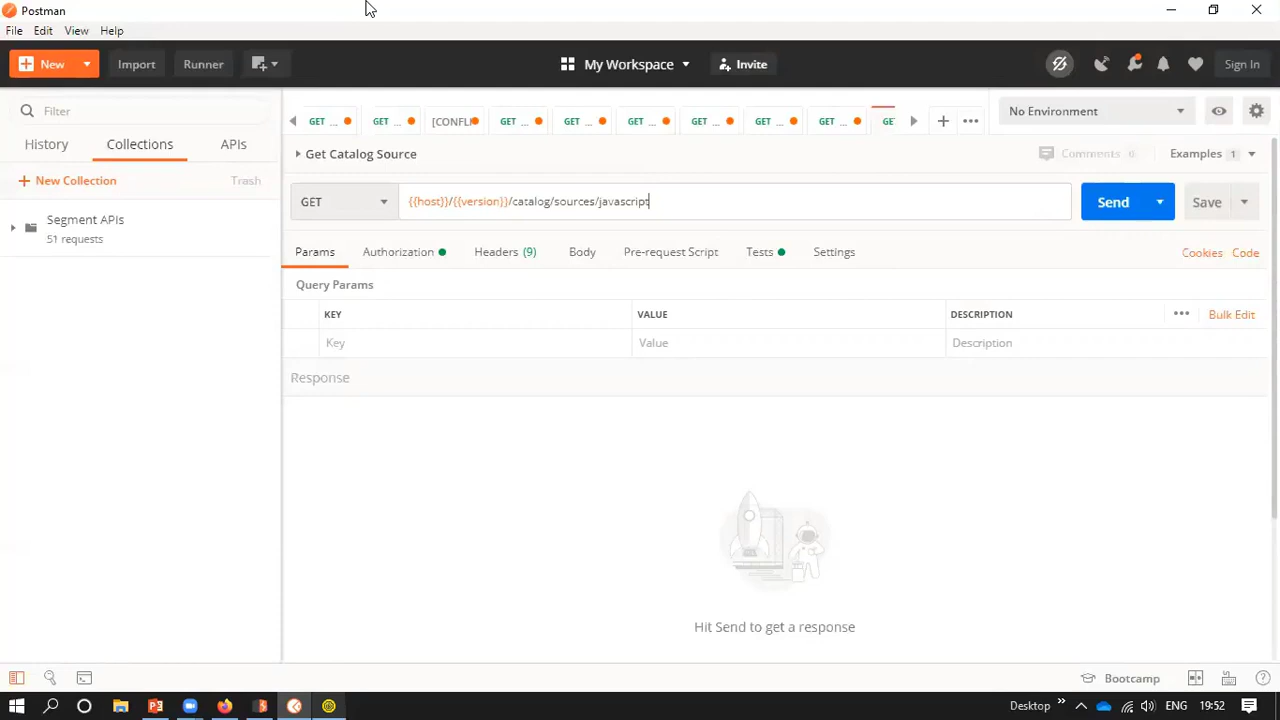 Postman
File Edit View Help
New Import Runner My Workspace Invite Sign In
Filter
GET ... GET ... [CONFLI GET ... GET ... GET ... GET ... GET ... GET ... GE No Environment
History Collections APIs
Get Catalog Source Comments 0 Examples 1
+ New Collection Trash
GET {{host}}/{{version}}/catalog/sources/javascript Send Save
Segment APIs
51 requests
Params Authorization Headers (9) Body Pre-request Script Tests Settings Cookies Code
Query Params
KEY VALUE DESCRIPTION Bulk Edit
Key Value Description
Response
Hit Send to get a response
Bootcamp
Desktop ENG 19:52